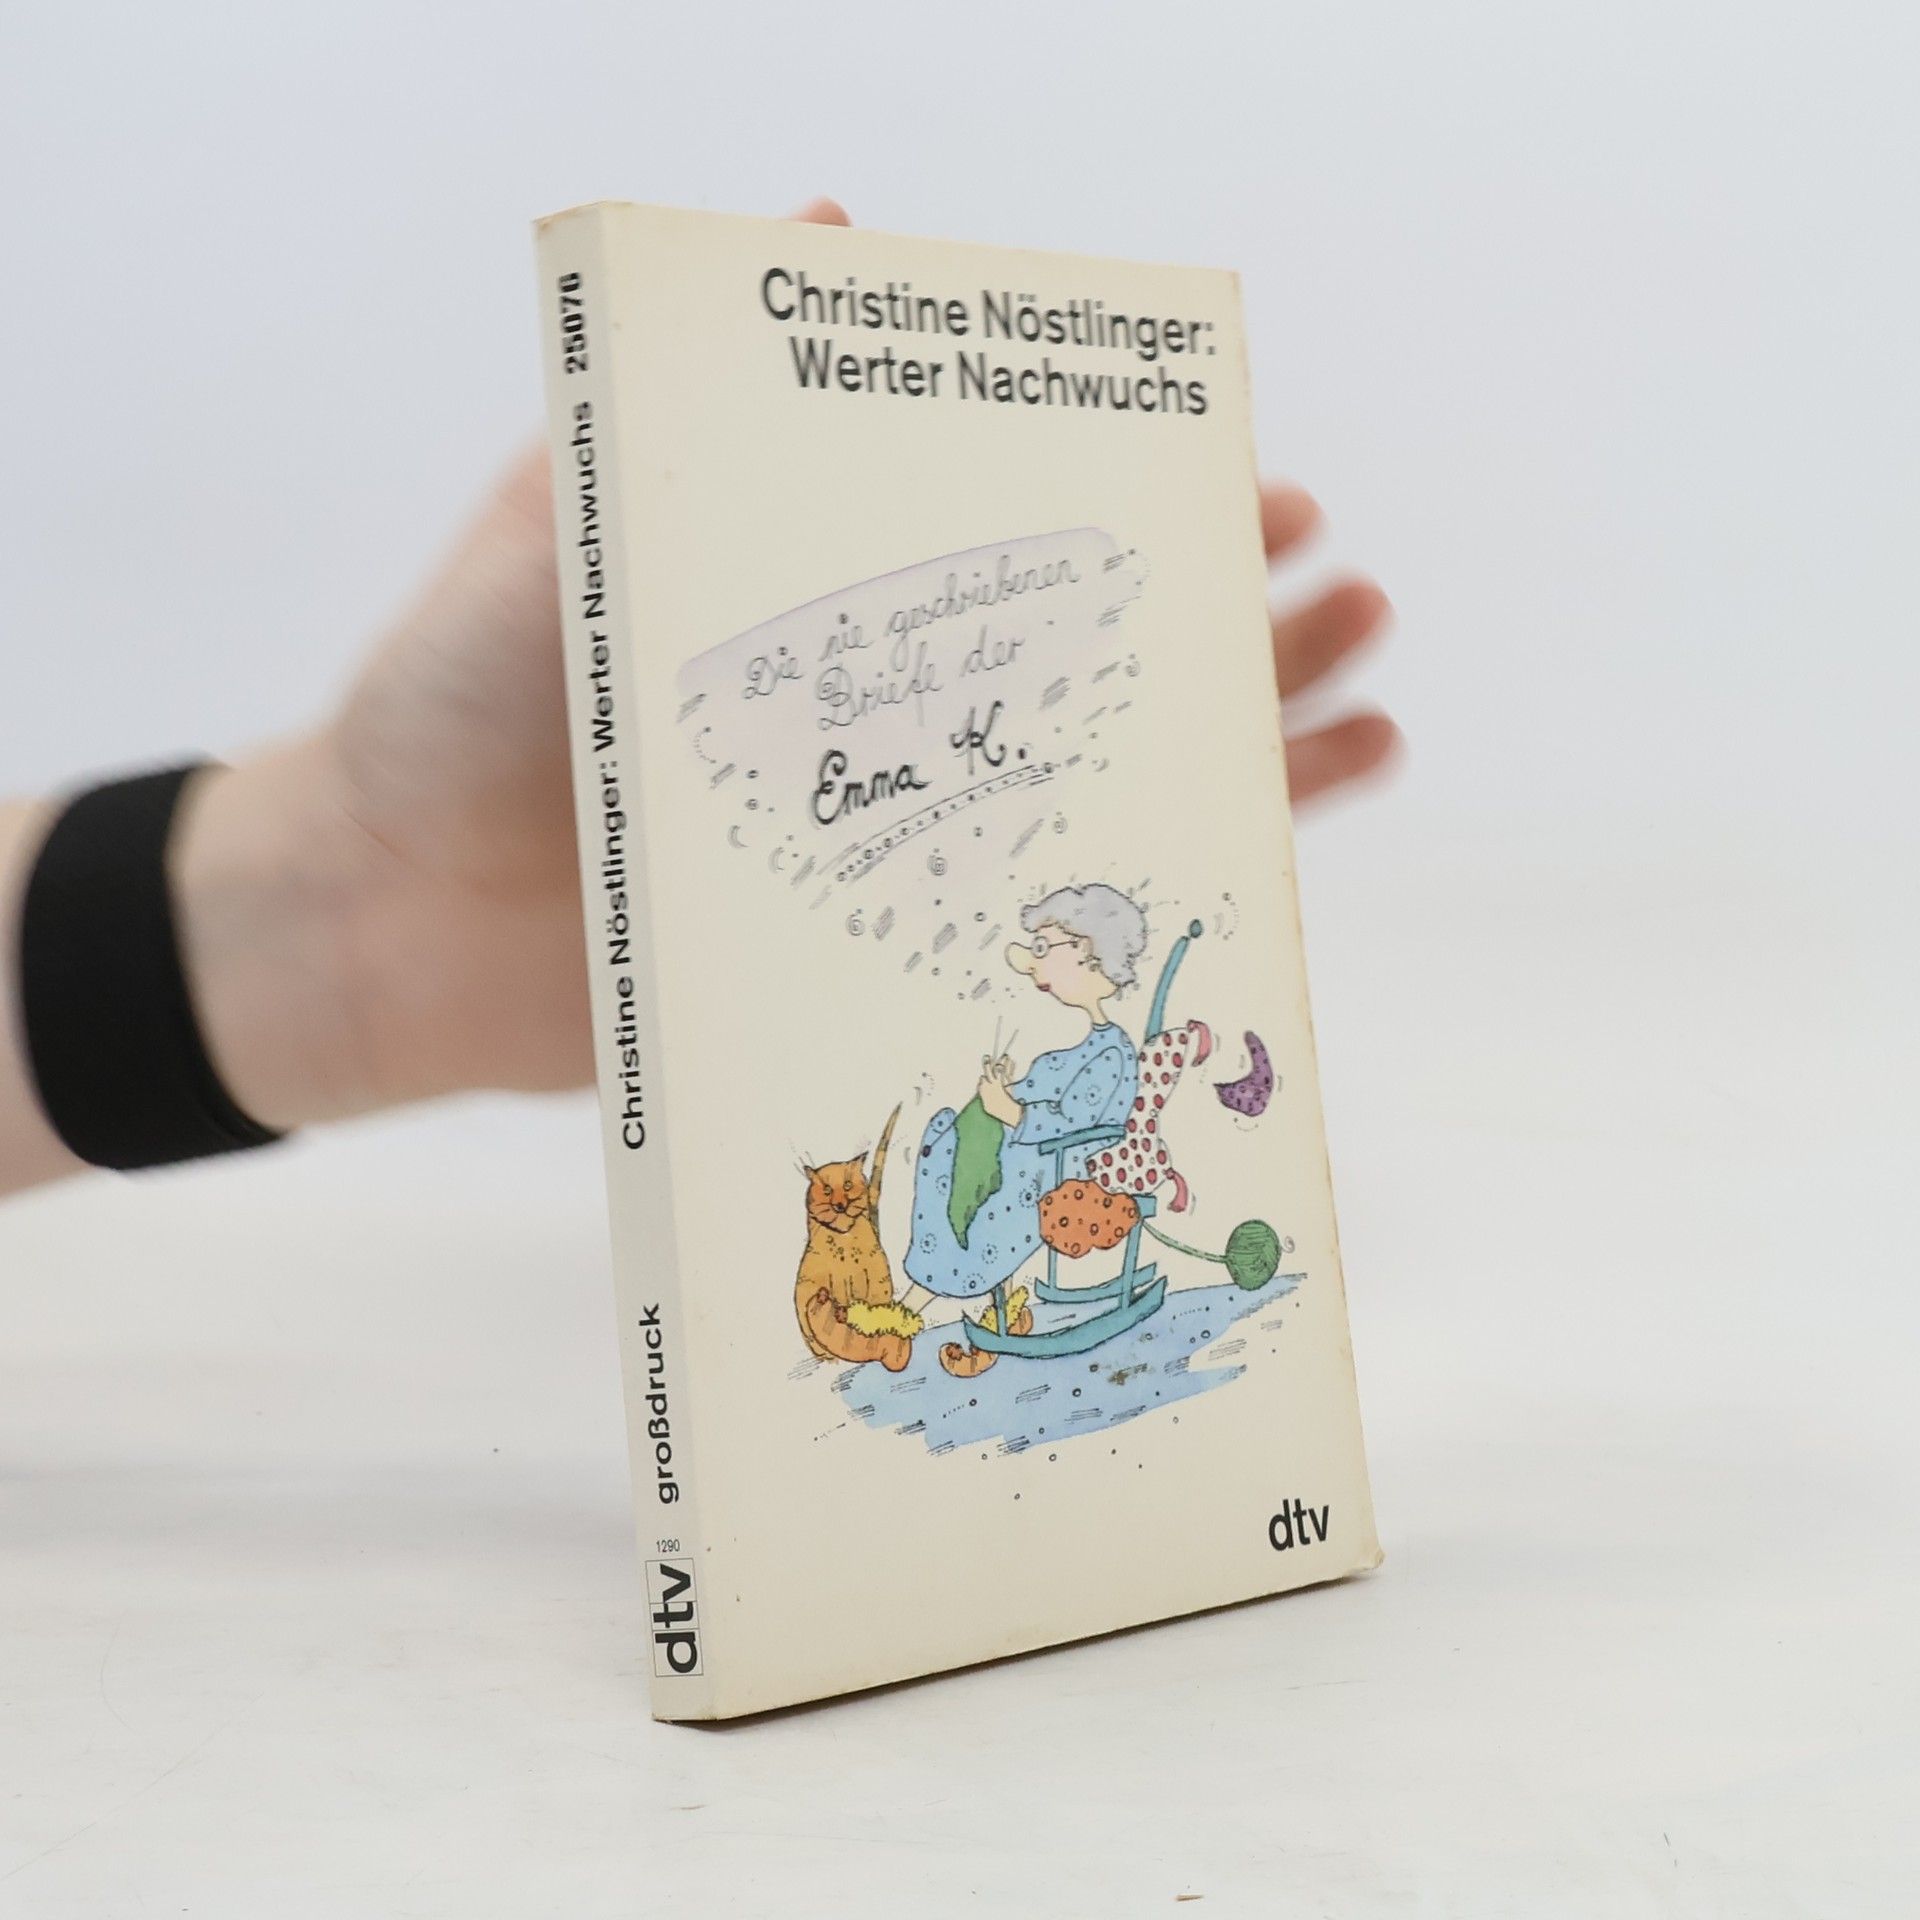 Christine Nöstlinger:
Werter Nachwuchs
Die nie geschriebenen
Briefe der
Emma K.
dtv
Christine Nöstlinger: Werter Nachwuchs 25076
großdruck
1290
dtv